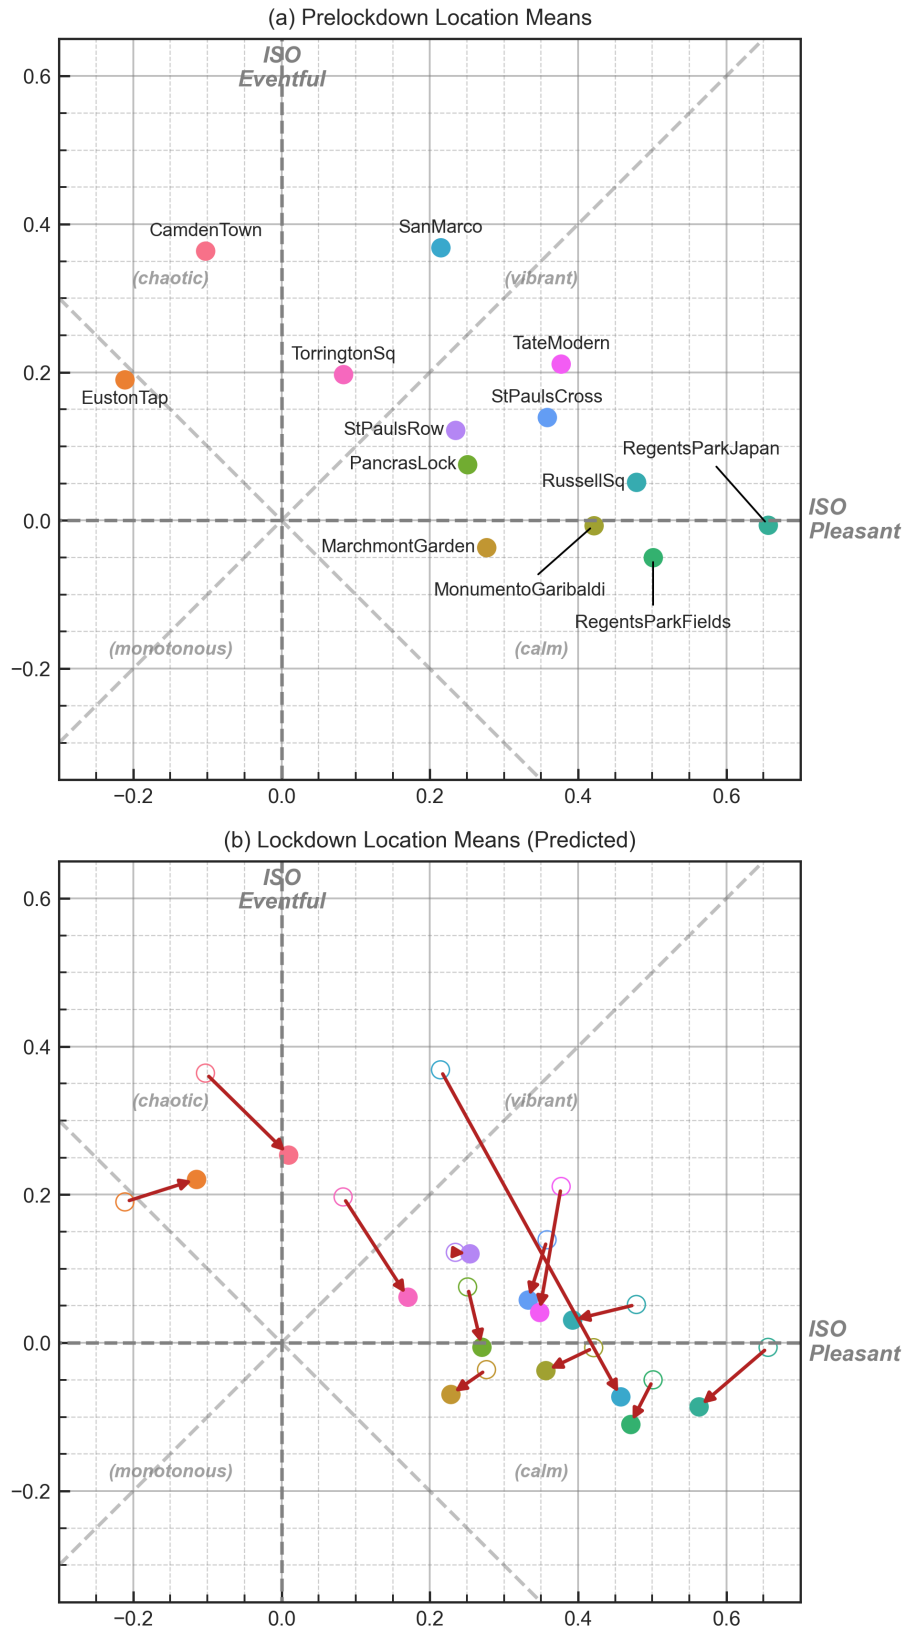 (a) Prelockdown Location Means
ISO
Eventful
0.6
0.4
CamdenTown
SanMarco
(chaotic)
(vibrant)
TateModern
TorringtonSq
0.2
EustonTap
StPaulsCross
StPaulsRow
RegentsParkJapan
PancrasLock
RussellSq
0.0
ISO
Pleasant
MarchmontGarden
MonumentoGaribaldi
RegentsParkFields
(monotonous)
(calm)
−0.2
−0.2
0.0
0.2
0.4
0.6
(b) Lockdown Location Means (Predicted)
ISO
Eventful
0.6
0.4
(chaotic)
(vibrant)
0.2
0.0
ISO
Pleasant
(monotonous)
(calm)
−0.2
−0.2
0.0
0.2
0.4
0.6